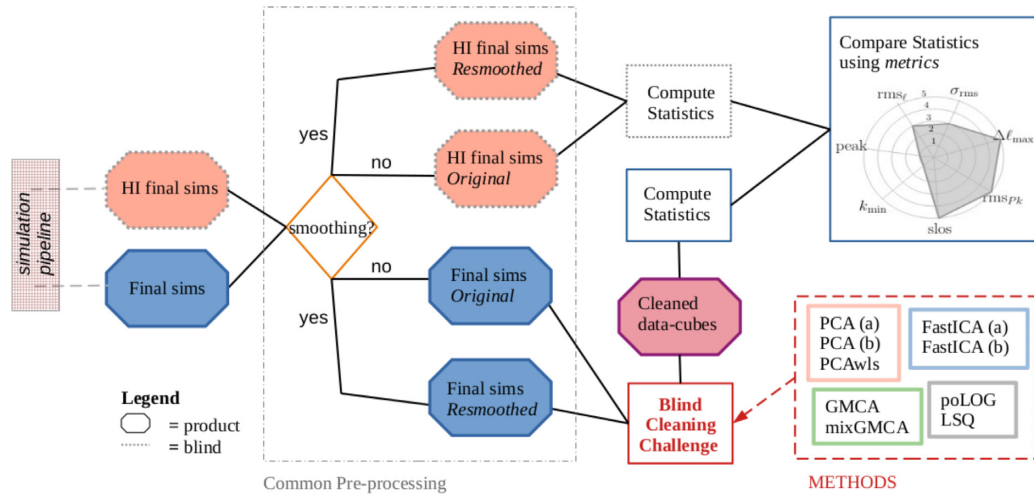 simulation
pipeline
HI final sims
Final sims
smoothing?
yes
no
no
yes
HI final sims
Resmoothed
HI final sims
Original
Final sims
Original
Final sims
Resmoothed
Common Pre-processing
Legend
= product
= blind
Compute
Statistics
Compute
Statistics
Cleaned
data-cubes
Blind
Cleaning
Challenge
Compare Statistics
using metrics
rmsℓ
σrms
Δℓmax
rmsPk
slos
kmin
peak
5
4
3
2
1
PCA (a)
PCA (b)
PCAwls
FastICA (a)
FastICA (b)
GMCA
mixGMCA
poLOG
LSQ
METHODS